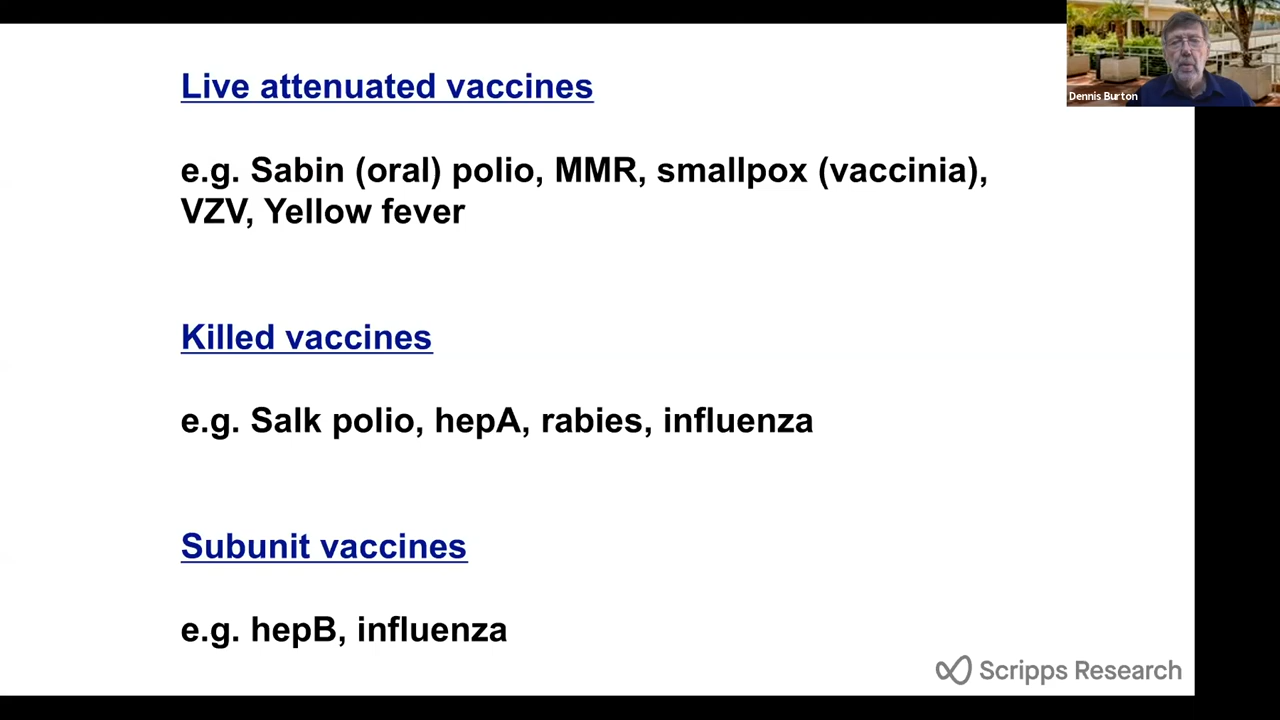 Live attenuated vaccines
e.g. Sabin (oral) polio, MMR, smallpox (vaccinia),
VZV, Yellow fever
Killed vaccines
e.g. Salk polio, hepA, rabies, influenza
Subunit vaccines
e.g. hepB, influenza
Scripps Research
Dennis Burton